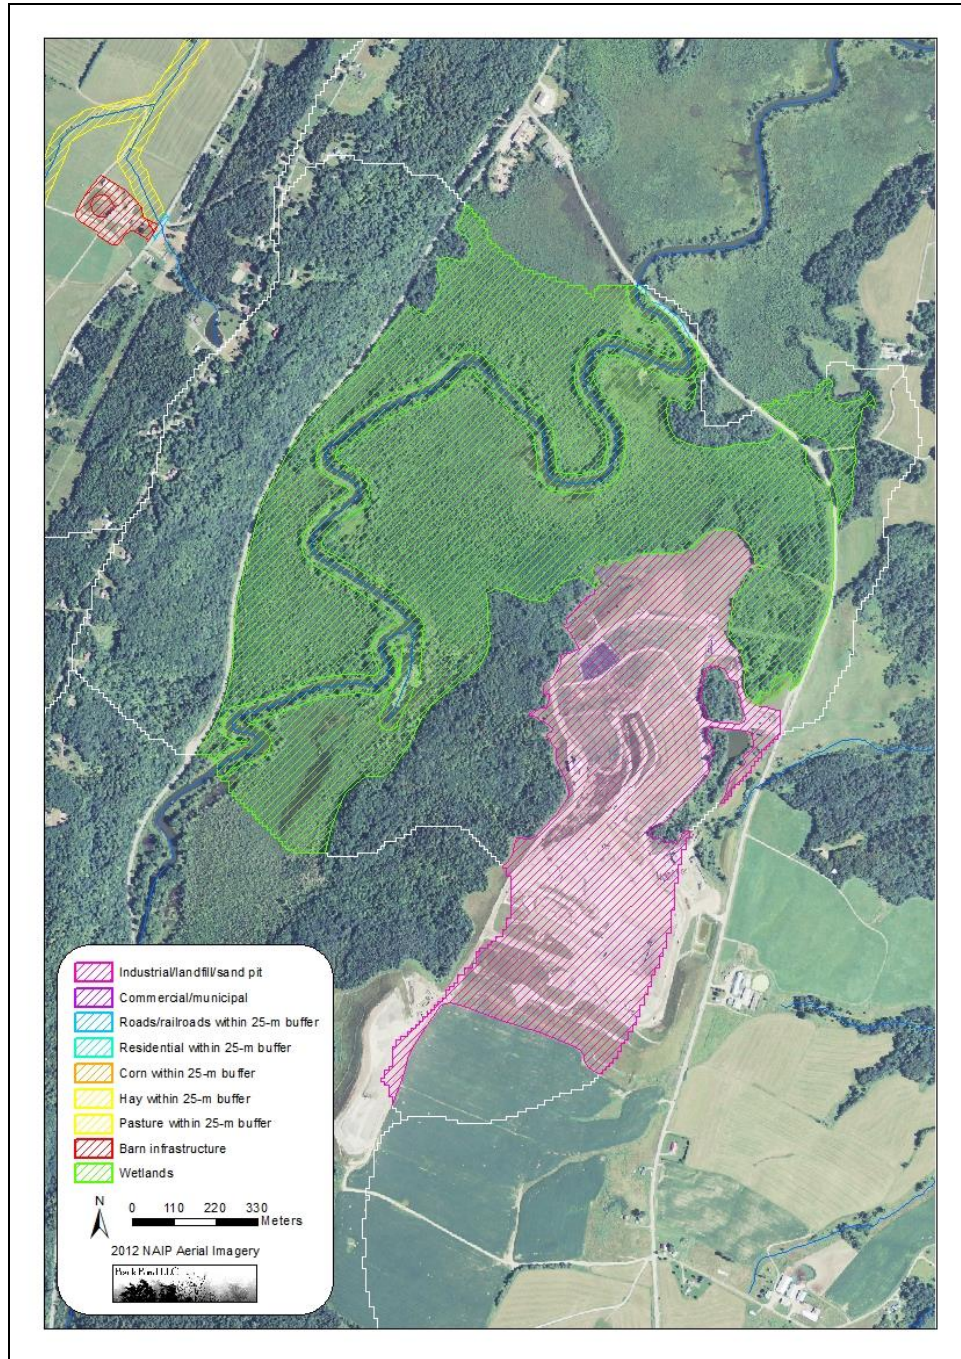 Industrial/landfill/sand pit
Commercial/municipal
Roads/railroads within 25-m buffer
Residential within 25-m buffer
Corn within 25-m buffer
Hay within 25-m buffer
Pasture within 25-m buffer
Barn infrastructure
Wetlands
N
0 110 220 330
Meters
2012 NAIP Aerial Imagery